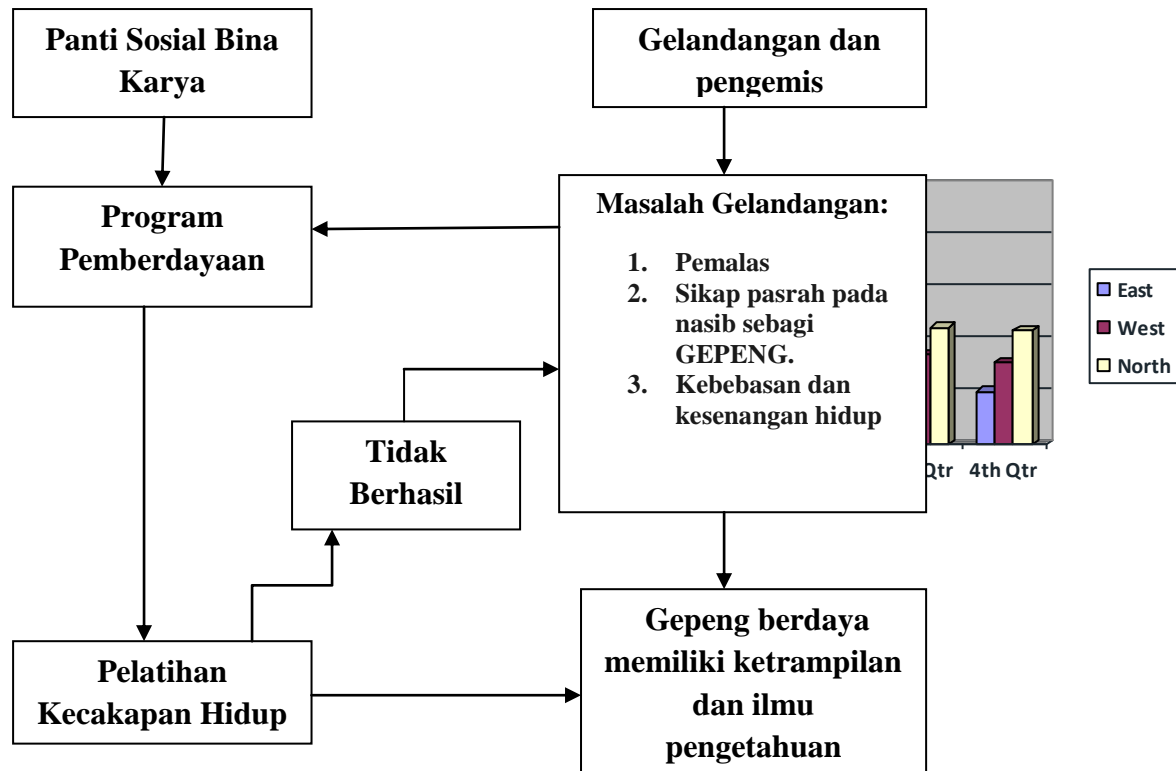 Panti Sosial Bina
Karya
Gelandangan dan
pengemis
Program
Pemberdayaan
Masalah Gelandangan:
1. Pemalas
2. Sikap pasrah pada
nasib sebagi
GEPENG.
3. Kebebasan dan
kesenangan hidup
East
West
North
Qtr 4th Qtr
Tidak
Berhasil
Pelatihan
Kecakapan Hidup
Gepeng berdaya
memiliki ketrampilan
dan ilmu
pengetahuan